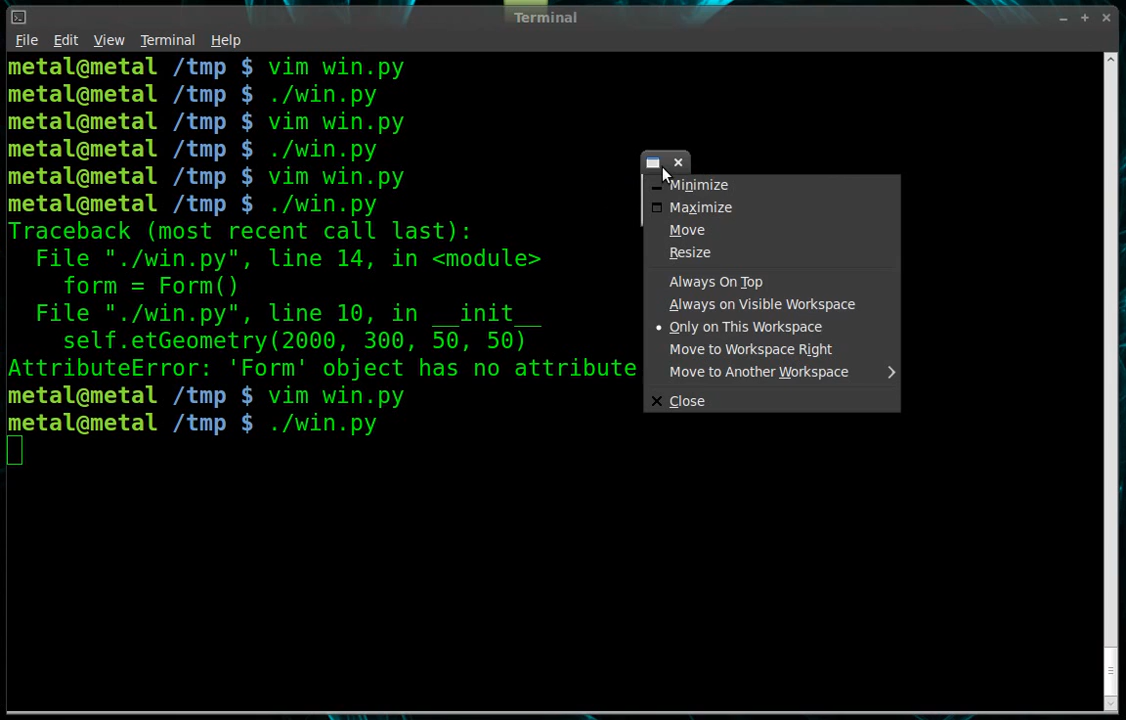 Terminal
File Edit View Terminal Help
metal@metal /tmp $ vim win.py
metal@metal /tmp $ ./win.py
metal@metal /tmp $ vim win.py
metal@metal /tmp $ ./win.py
metal@metal /tmp $ vim win.py
metal@metal /tmp $ ./win.py
Traceback (most recent call last):
  File "./win.py", line 14, in <module>
    form = Form()
  File "./win.py", line 10, in __init__
    self.etGeometry(2000, 300, 50, 50)
AttributeError: 'Form' object has no attribute
metal@metal /tmp $ vim win.py
metal@metal /tmp $ ./win.py
Minimize
Maximize
Move
Resize
Always On Top
Always on Visible Workspace
Only on This Workspace
Move to Workspace Right
Move to Another Workspace
Close